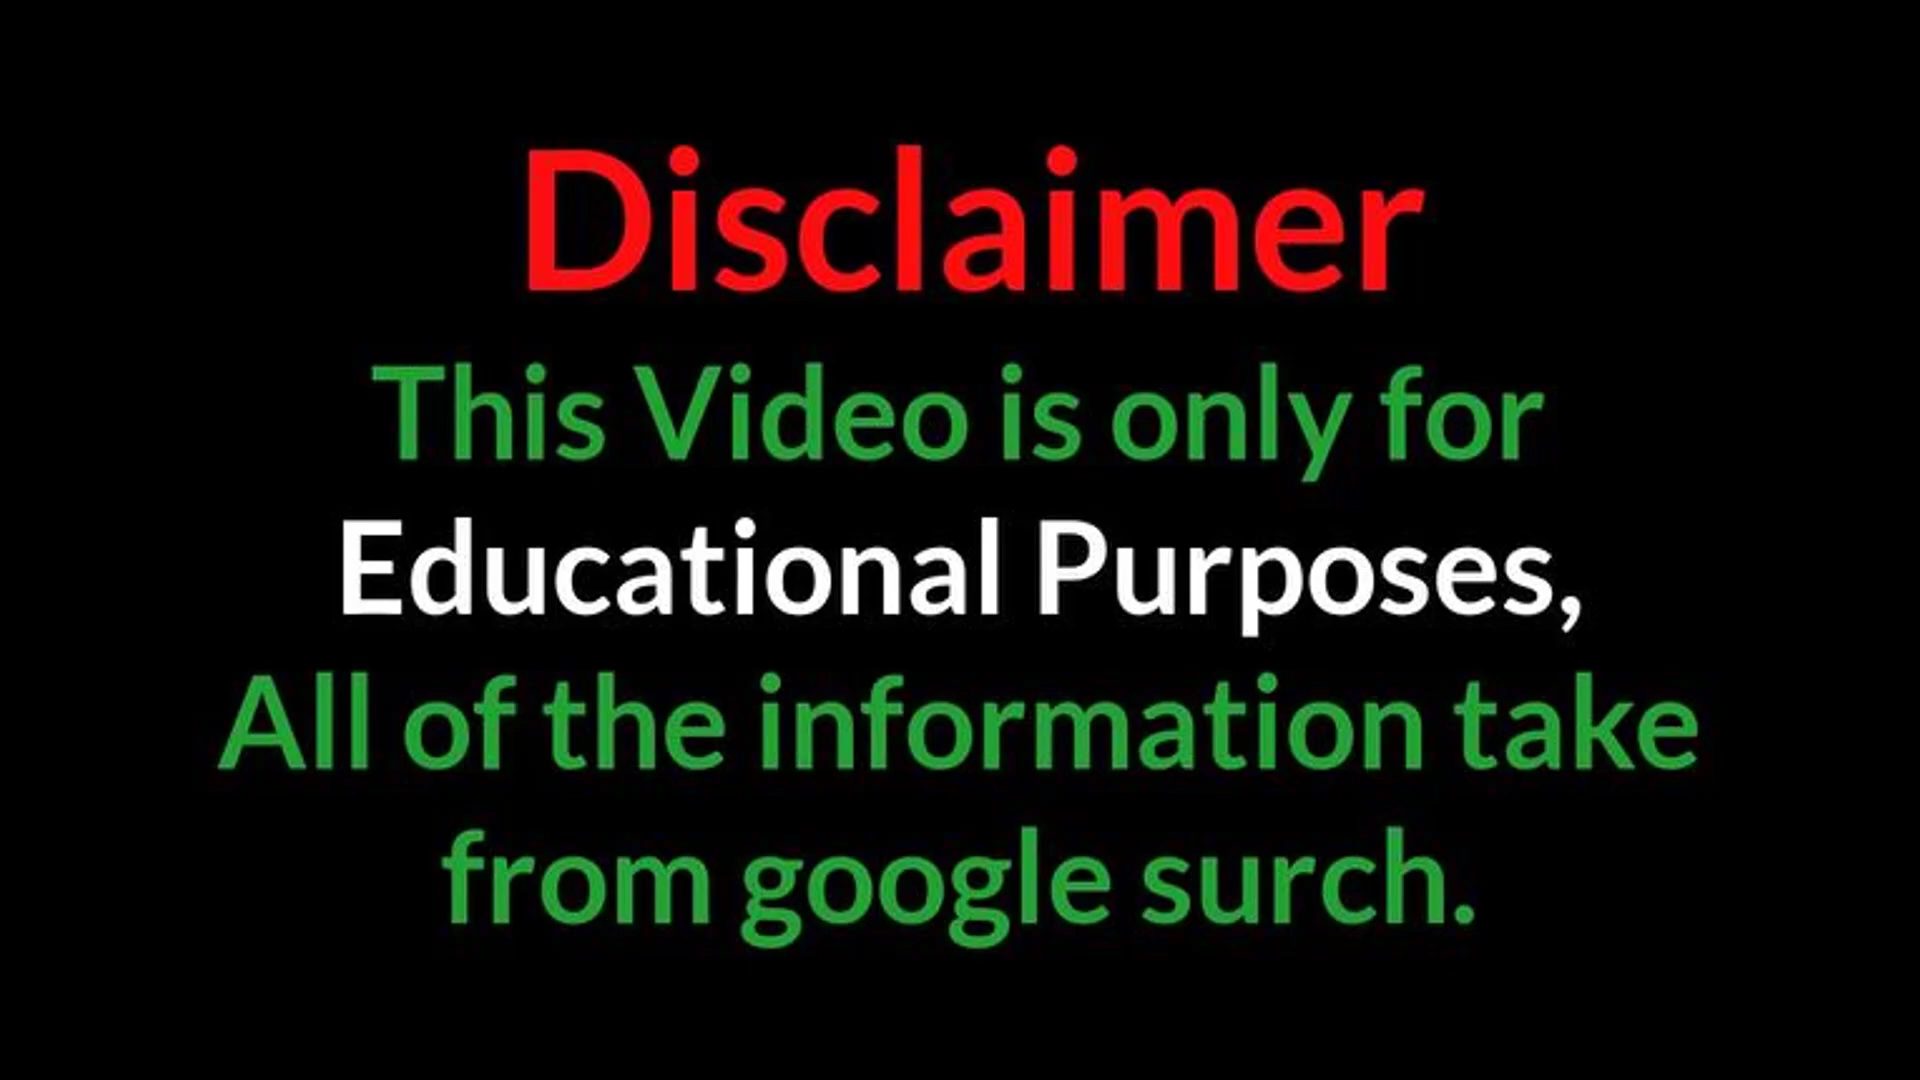 Disclaimer
This Video is only for
Educational Purposes,
All of the information take
from google surch.